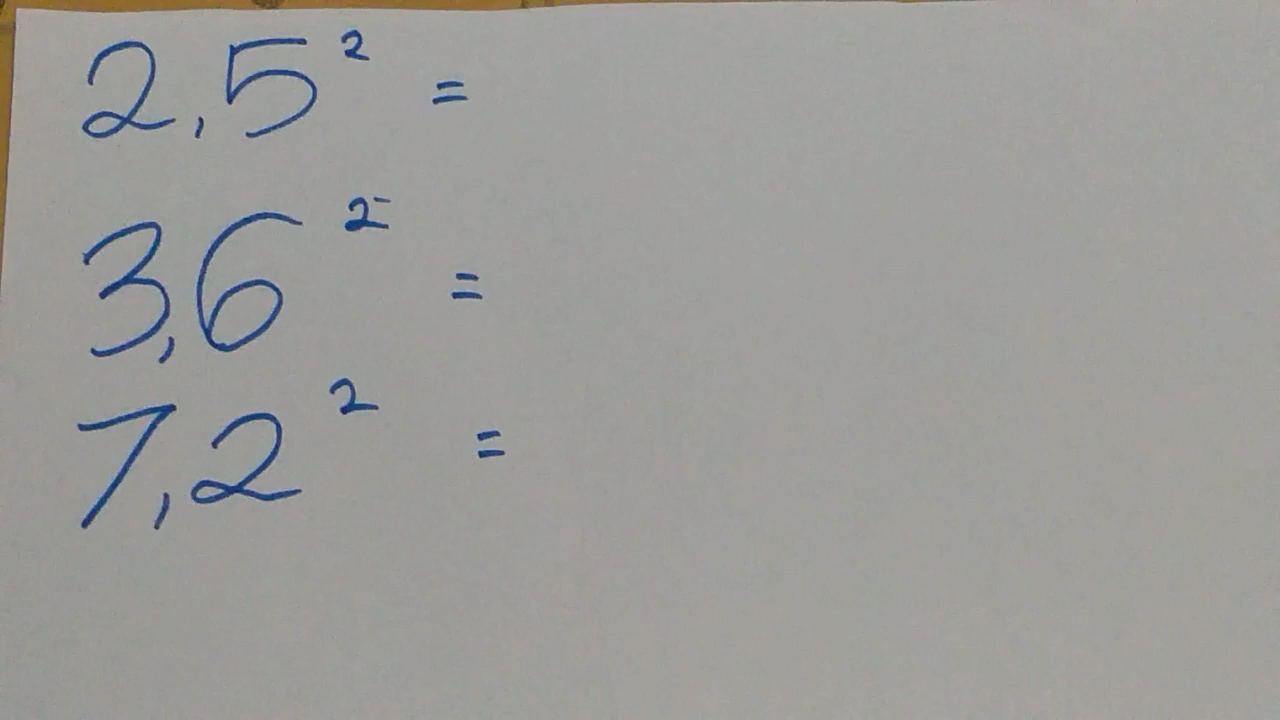 2,5² =
3,6² =
7,2² =